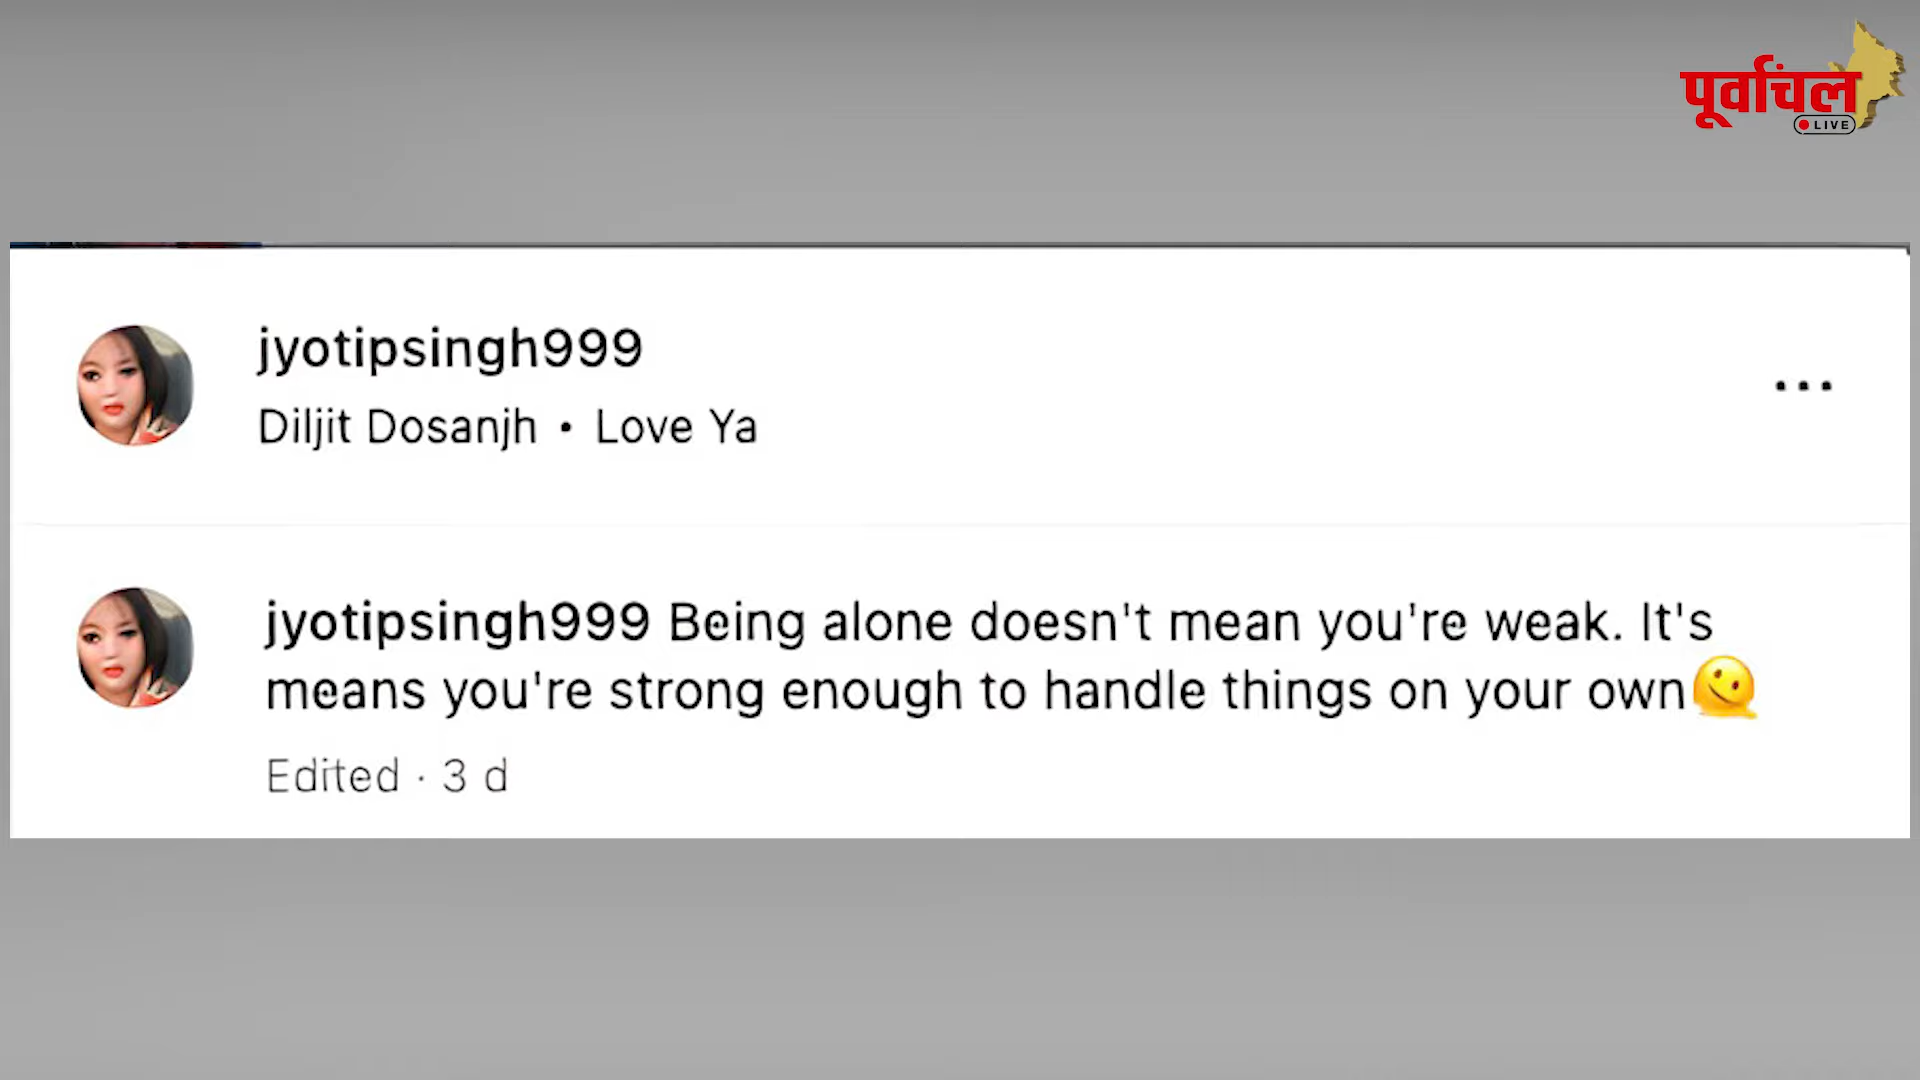 पूर्वांचल
LIVE
jyotipsingh999
Diljit Dosanjh • Love Ya
jyotipsingh999 Being alone doesn't mean you're weak. It's
means you're strong enough to handle things on your own🫠
Edited · 3 d